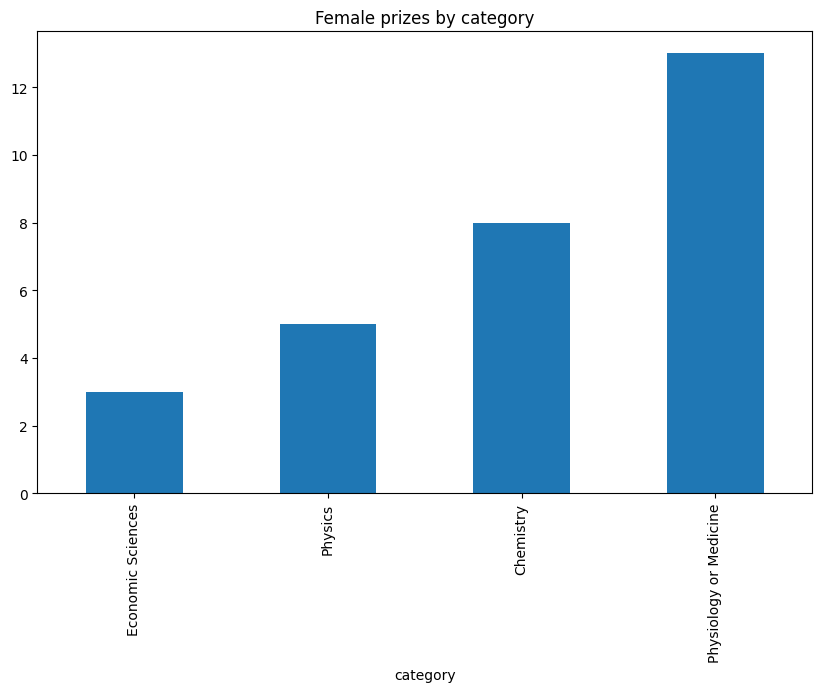 Female prizes by category
12
10
8
6
4
2
0
Economic Sciences
Physics
Chemistry
Physiology or Medicine
category